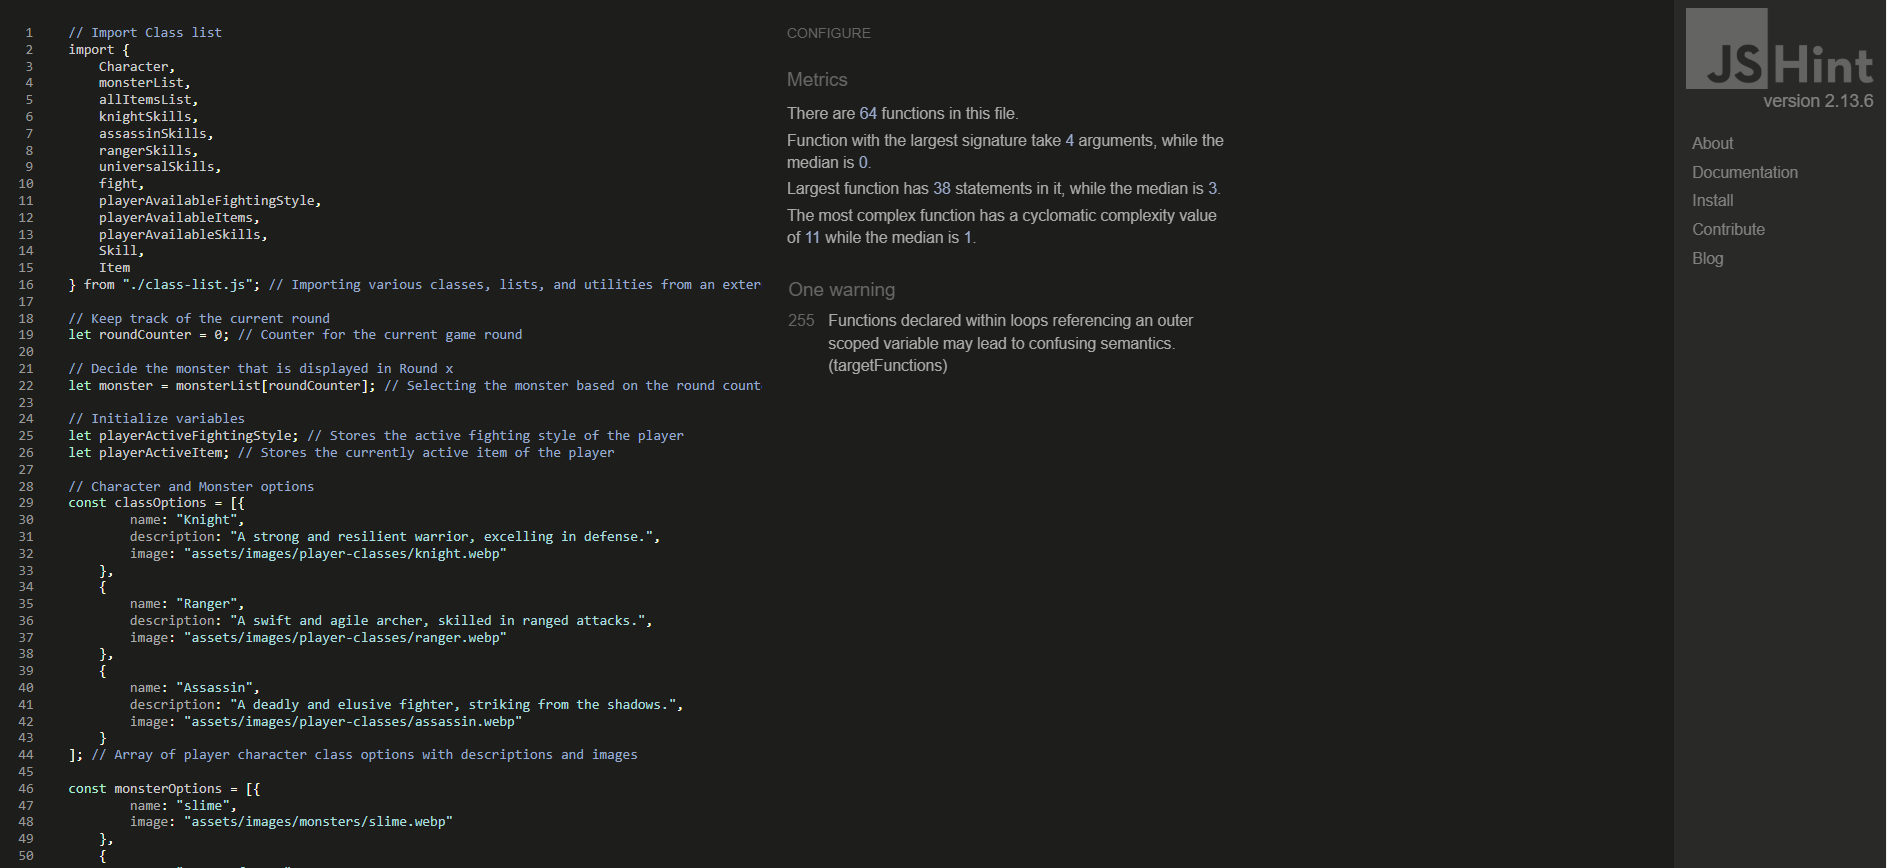 1 // Import Class list
2 import {
3 Character,
4 monsterList,
5 allItemsList,
6 knightSkills,
7 assassinSkills,
8 rangerSkills,
9 universalSkills,
10 fight,
11 playerAvailableFightingStyle,
12 playerAvailableItems,
13 playerAvailableSkills,
14 Skill,
15 Item
16 } from "./class-list.js"; // Importing various classes, lists, and utilities from an exter
17
18 // Keep track of the current round
19 let roundCounter = 0; // Counter for the current game round
20
21 // Decide the monster that is displayed in Round x
22 let monster = monsterList[roundCounter]; // Selecting the monster based on the round count
23
24 // Initialize variables
25 let playerActiveFightingStyle; // Stores the active fighting style of the player
26 let playerActiveItem; // Stores the currently active item of the player
27
28 // Character and Monster options
29 const classOptions = [{
30 name: "Knight",
31 description: "A strong and resilient warrior, excelling in defense.",
32 image: "assets/images/player-classes/knight.webp"
33 },
34 {
35 name: "Ranger",
36 description: "A swift and agile archer, skilled in ranged attacks.",
37 image: "assets/images/player-classes/ranger.webp"
38 },
39 {
40 name: "Assassin",
41 description: "A deadly and elusive fighter, striking from the shadows.",
42 image: "assets/images/player-classes/assassin.webp"
43 }
44 ]; // Array of player character class options with descriptions and images
45
46 const monsterOptions = [{
47 name: "slime",
48 image: "assets/images/monsters/slime.webp"
49 },
50 {
CONFIGURE
Metrics
There are 64 functions in this file.
Function with the largest signature take 4 arguments, while the
median is 0.
Largest function has 38 statements in it, while the median is 3.
The most complex function has a cyclomatic complexity value
of 11 while the median is 1.
One warning
255 Functions declared within loops referencing an outer
scoped variable may lead to confusing semantics.
(targetFunctions)
JSHint
version 2.13.6
About
Documentation
Install
Contribute
Blog